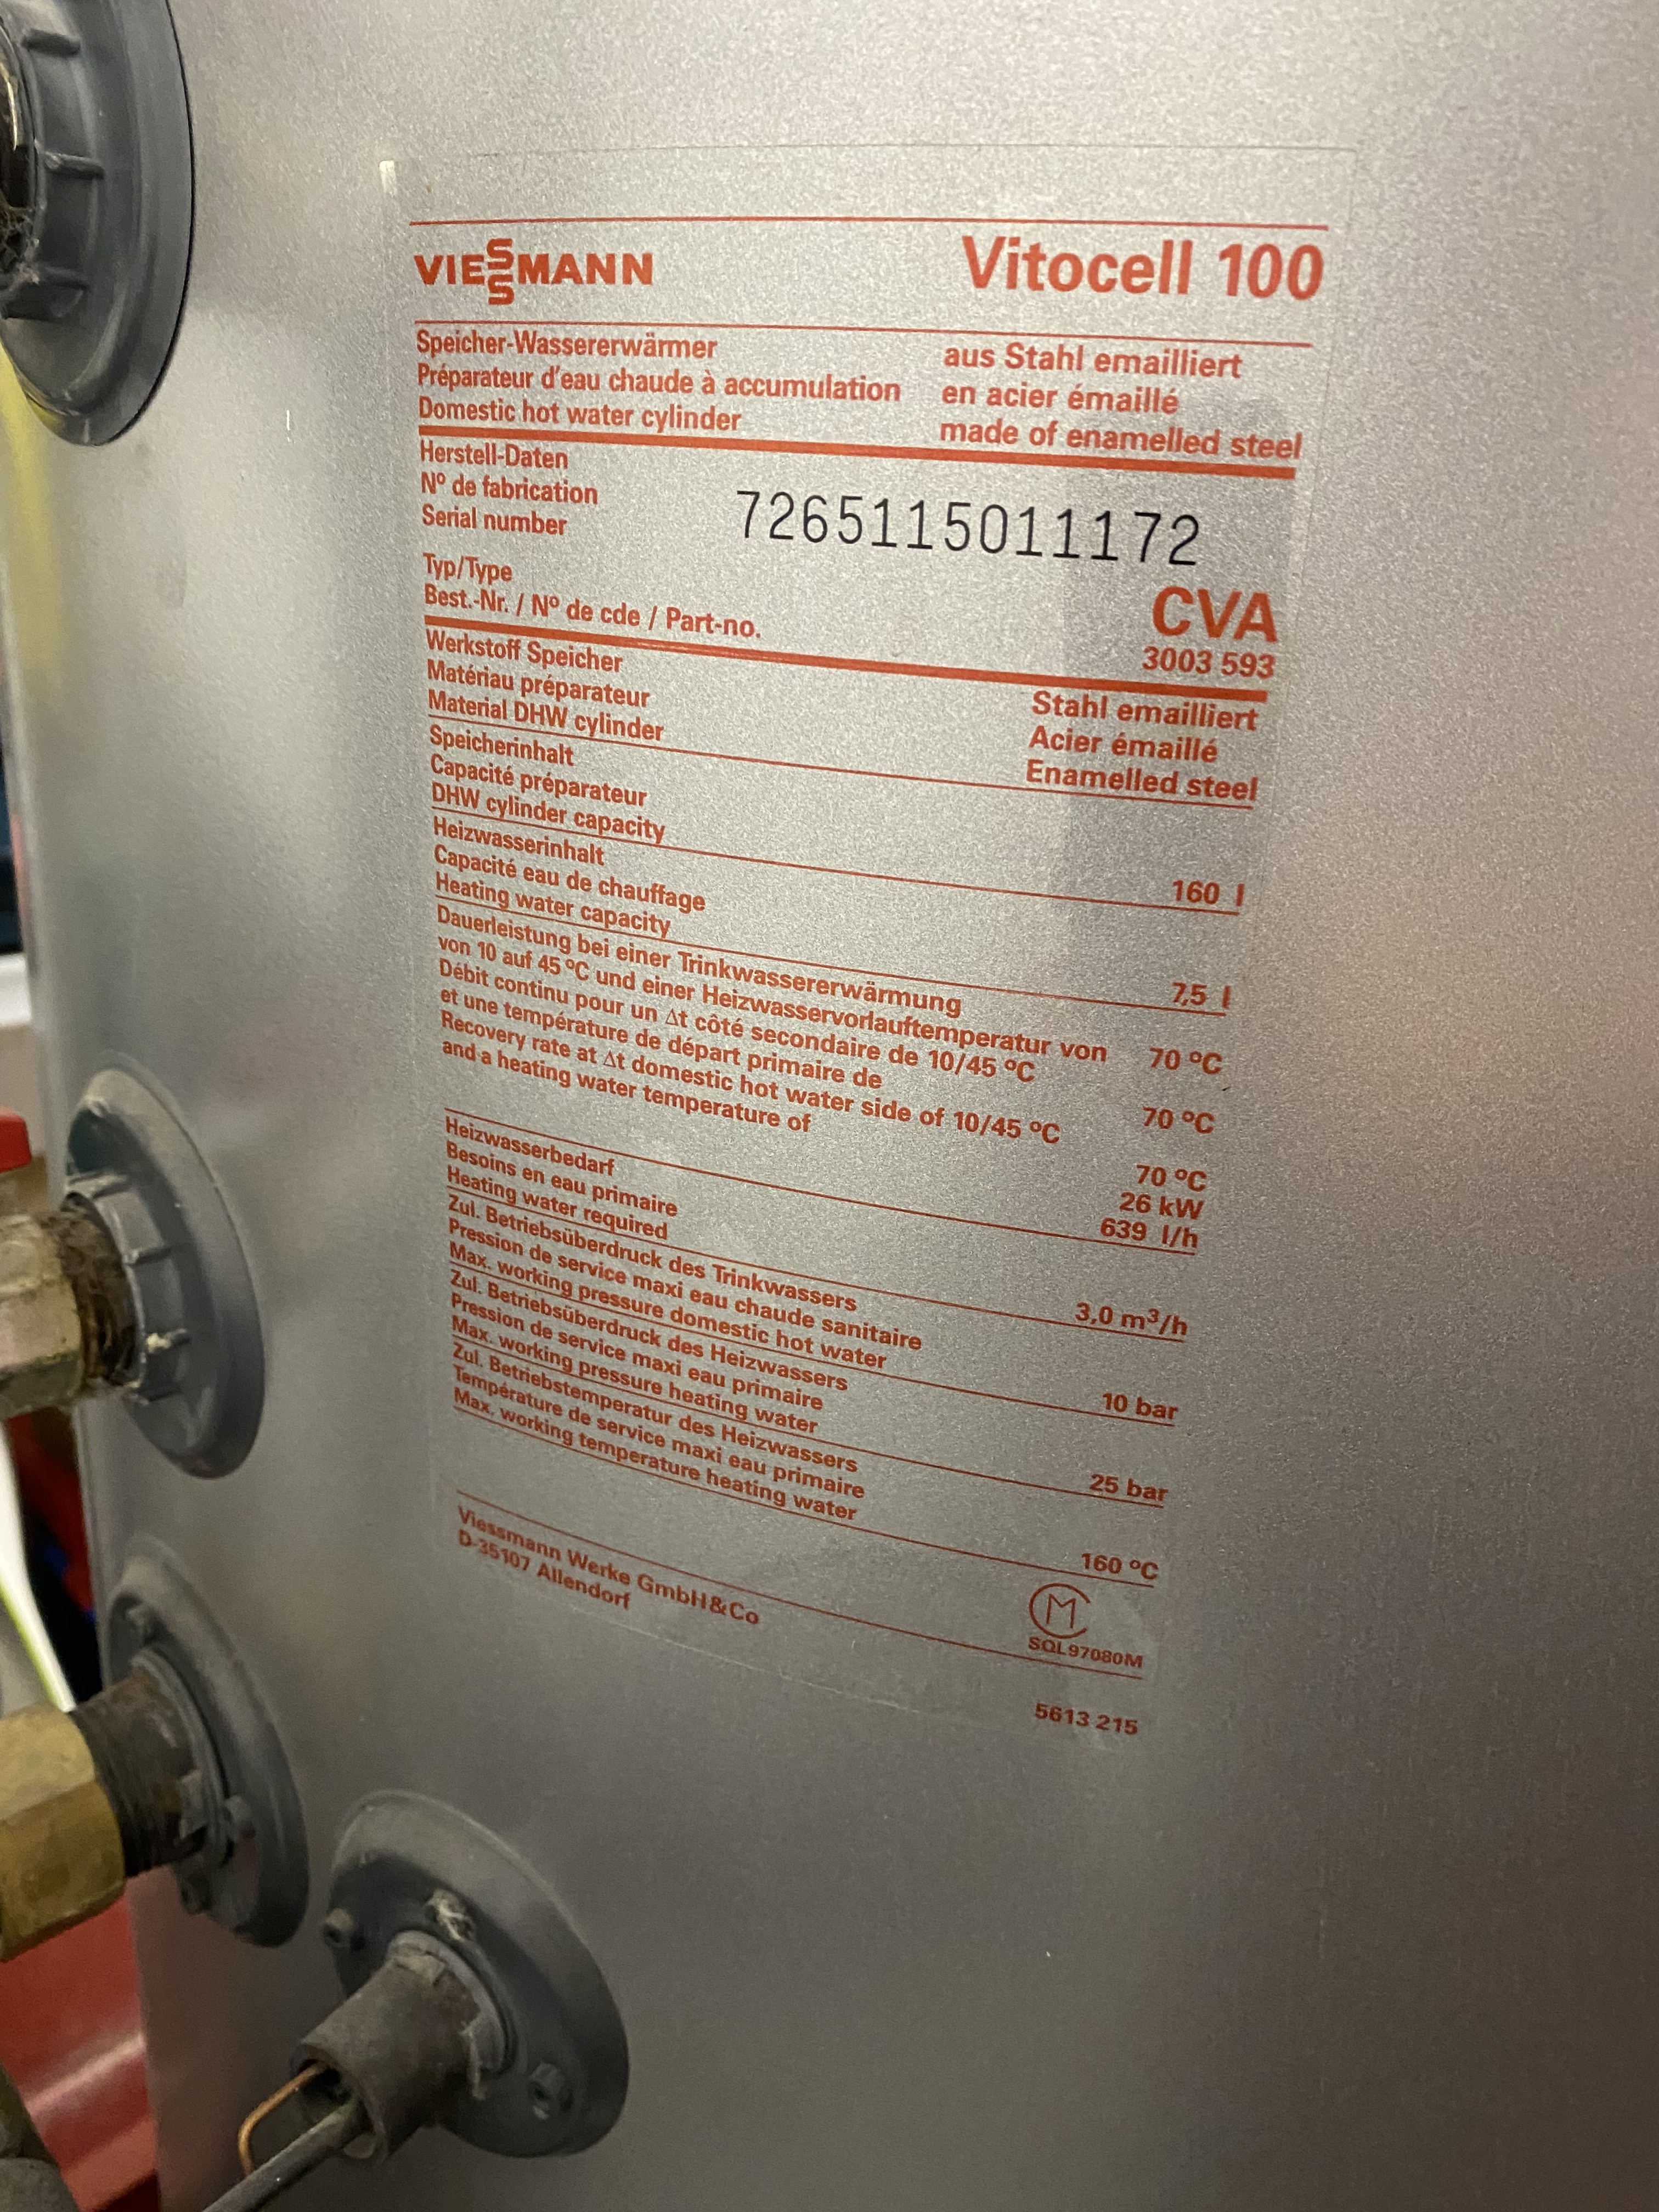 VIESSMANN Vitocell 100
Speicher-Wassererwärmer aus Stahl emailliert
Préparateur d'eau chaude à accumulation en acier émaillé
Domestic hot water cylinder made of enamelled steel
Herstell-Daten
Nº de fabrication
Serial number
7265115011172
Typ/Type CVA
Best.-Nr. / Nº de cde / Part-no. 3003 593
Werkstoff Speicher Stahl emailliert
Matériau préparateur Acier émaillé
Material DHW cylinder Enamelled steel
Speicherinhalt
Capacité préparateur
DHW cylinder capacity 160 l
Heizwasserinhalt
Capacité eau de chauffage
Heating water capacity 7,5 l
Dauerleistung bei einer Trinkwassererwärmung
von 10 auf 45 ºC und einer Heizwasservorlauftemperatur von 70 ºC
Débit continu pour un Δt côté secondaire de 10/45 ºC
et une température de départ primaire de 70 ºC
Recovery rate at Δt domestic hot water side of 10/45 ºC
and a heating water temperature of 70 ºC
26 kW
639 l/h
Heizwasserbedarf
Besoins en eau primaire
Heating water required 3,0 m³/h
Zul. Betriebsüberdruck des Trinkwassers
Pression de service maxi eau chaude sanitaire
Max. working pressure domestic hot water 10 bar
Zul. Betriebsüberdruck des Heizwassers
Pression de service maxi eau primaire
Max. working pressure heating water 25 bar
Zul. Betriebstemperatur des Heizwassers
Température de service maxi eau primaire
Max. working temperature heating water 160 ºC
Viessmann Werke GmbH&Co
D-35107 Allendorf
M
SQL97080M
5613 215